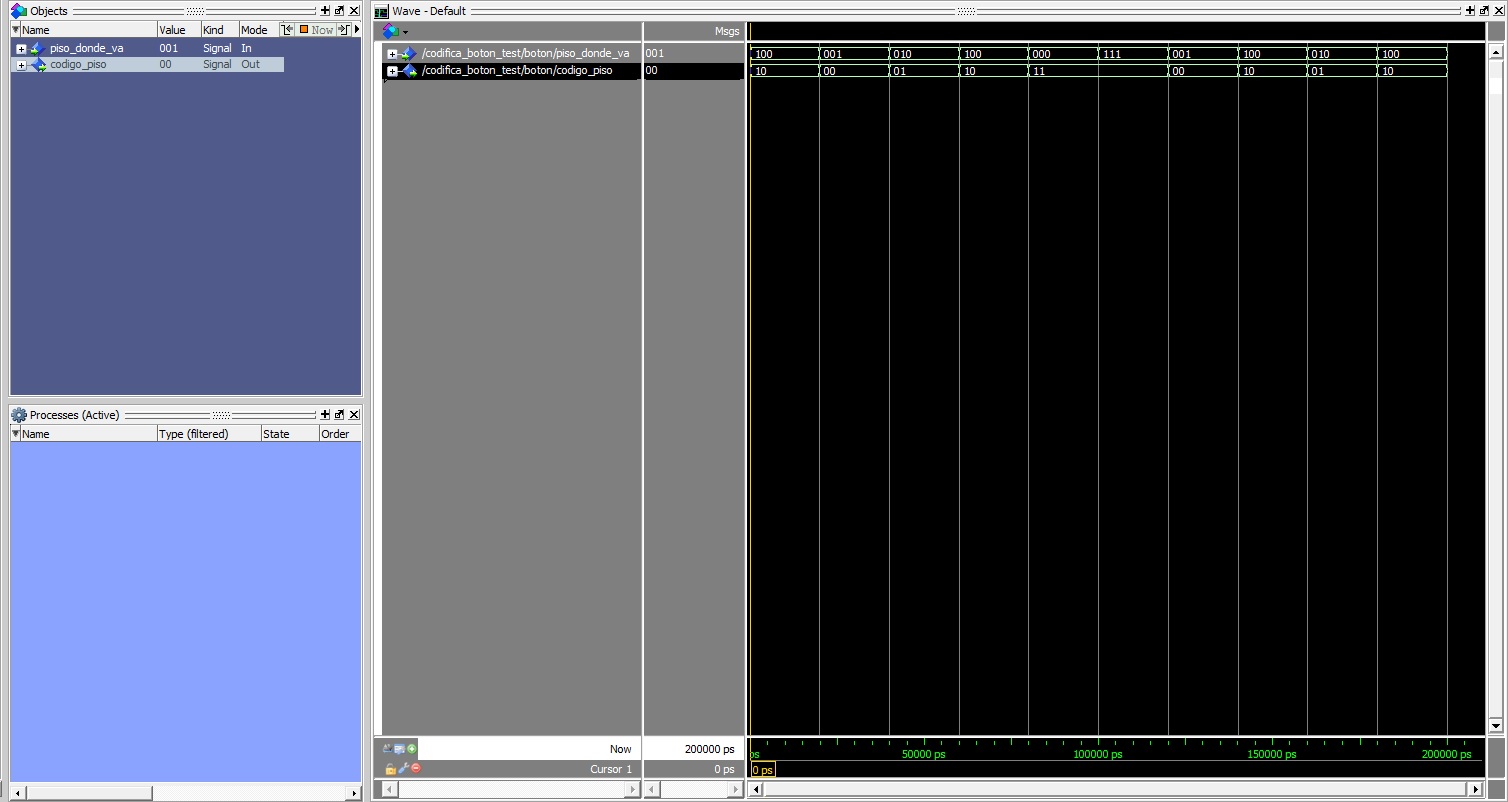 Objects
Name Value Kind Mode Now
piso_donde_va 001 Signal In
codigo_piso 00 Signal Out
Processes (Active)
Name Type (filtered) State Order
Wave - Default
Msgs
/codifica_boton_test/boton/piso_donde_va 001 100 001 010 100 000 111 001 100 010 100
/codifica_boton_test/boton/codigo_piso 00 10 00 01 10 11 00 10 01 10
Now 200000 ps ps 50000 ps 100000 ps 150000 ps 200000 ps
Cursor 1 0 ps 0 ps